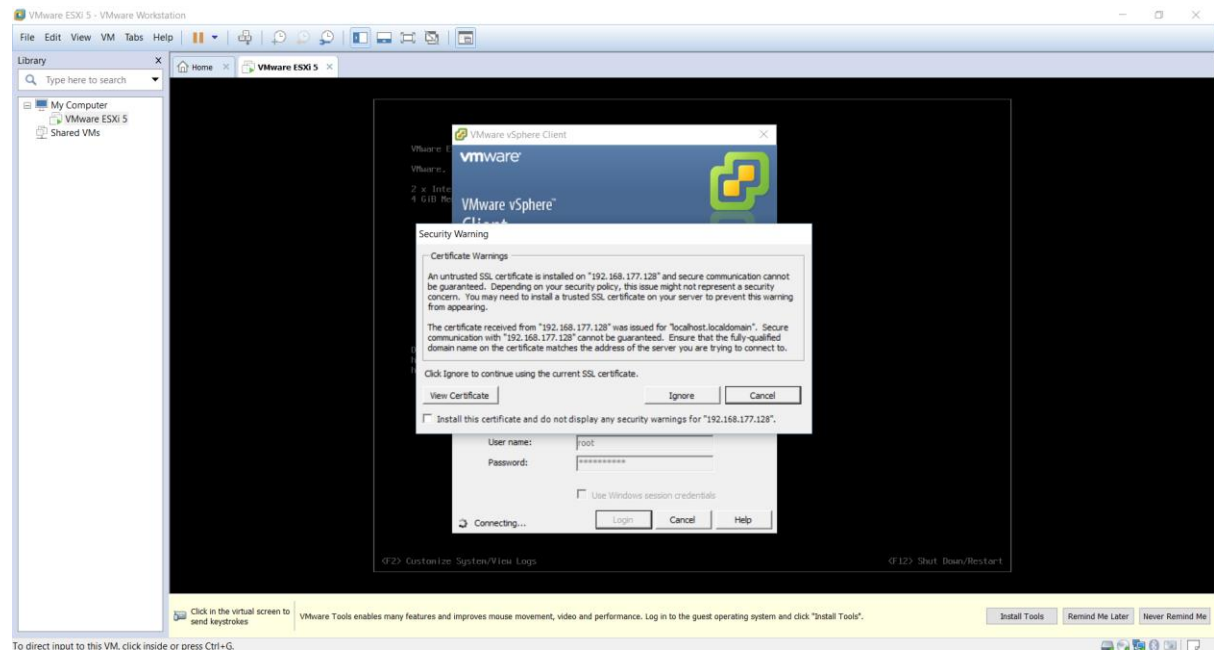 VMware ESXi 5 - VMware Workstation
File Edit View VM Tabs Help
Library
Type here to search
Home
VMware ESXi 5
My Computer
VMware ESXi 5
Shared VMs
VMware E
VMware,
2 x Inte
4 GiB Me
VMware vSphere Client
vmware
VMware vSphere™
Client
Security Warning
Certificate Warnings
An untrusted SSL certificate is installed on "192.168.177.128" and secure communication cannot
be guaranteed. Depending on your security policy, this issue might not represent a security
concern. You may need to install a trusted SSL certificate on your server to prevent this warning
from appearing.
The certificate received from "192.168.177.128" was issued for "localhost.localdomain". Secure
communication with "192.168.177.128" cannot be guaranteed. Ensure that the fully-qualified
domain name on the certificate matches the address of the server you are trying to connect to.
Click Ignore to continue using the current SSL certificate.
View Certificate Ignore Cancel
Install this certificate and do not display any security warnings for "192.168.177.128".
User name: root
Password: **********
Use Windows session credentials
Connecting... Login Cancel Help
<F2> Customize System/View Logs <F12> Shut Down/Restart
Click in the virtual screen to
send keystrokes
VMware Tools enables many features and improves mouse movement, video and performance. Log in to the guest operating system and click "Install Tools".
Install Tools Remind Me Later Never Remind Me
To direct input to this VM, click inside or press Ctrl+G.